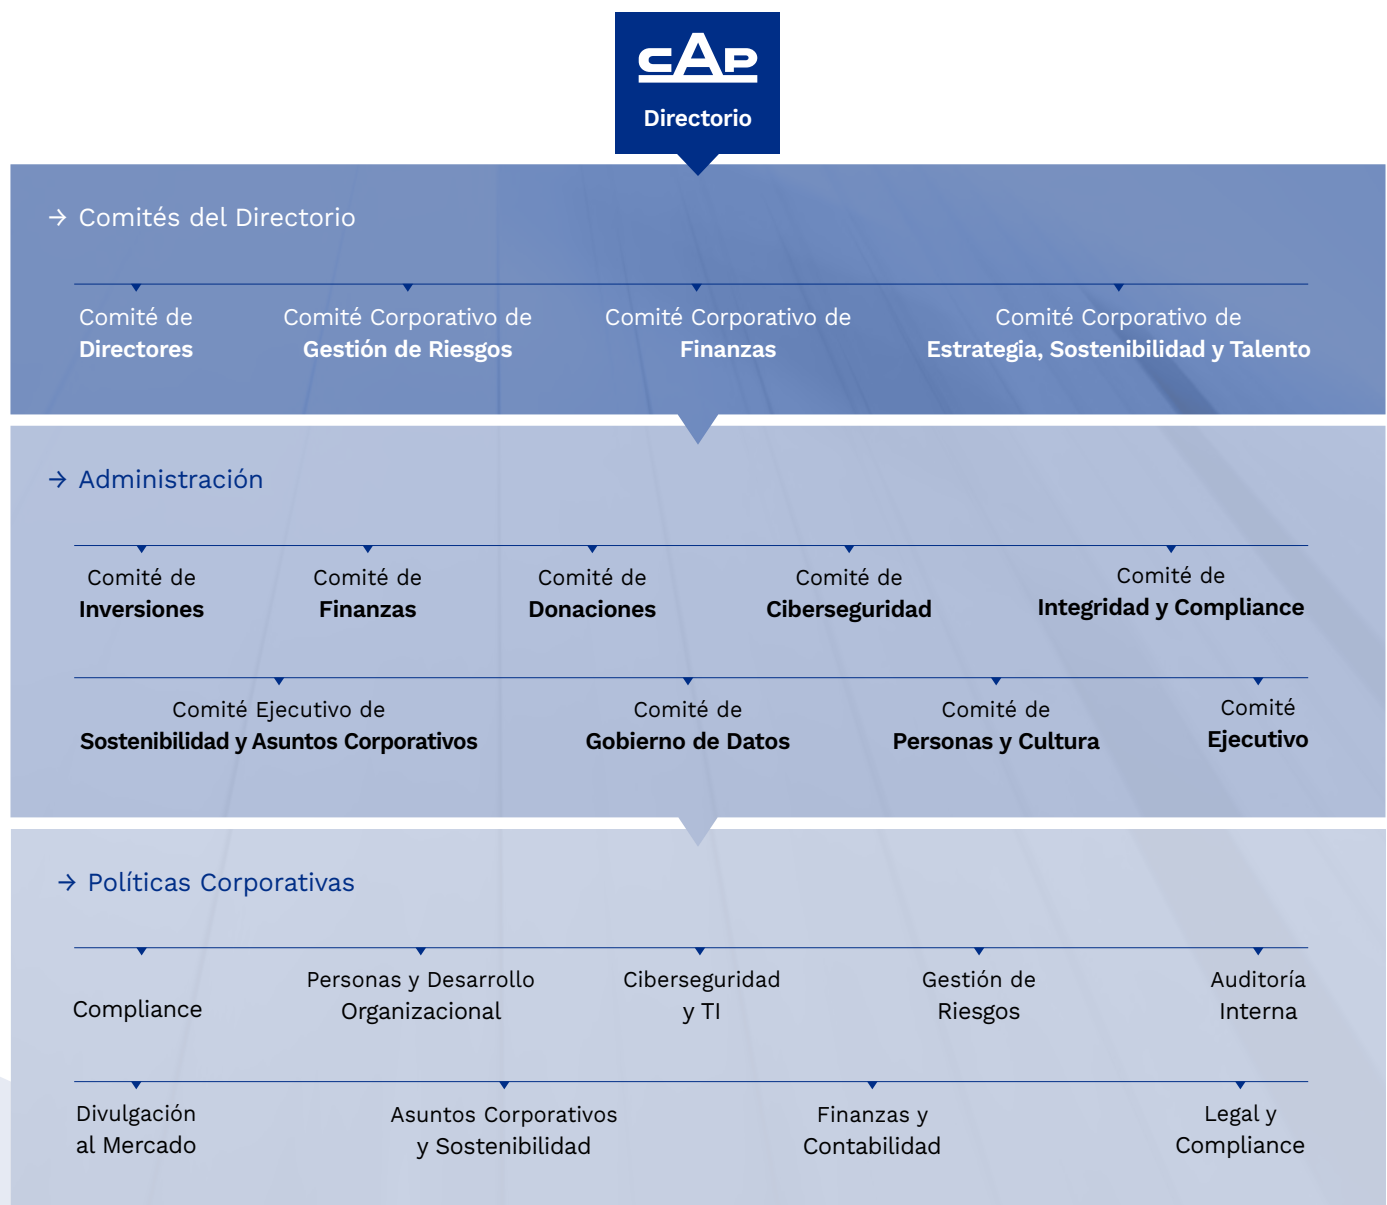 CAP
Directorio
→ Comités del Directorio
Comité de
Directores
Comité Corporativo de
Gestión de Riesgos
Comité Corporativo de
Finanzas
Comité Corporativo de
Estrategia, Sostenibilidad y Talento
→ Administración
Comité de
Inversiones
Comité de
Finanzas
Comité de
Donaciones
Comité de
Ciberseguridad
Comité de
Integridad y Compliance
Comité Ejecutivo de
Sostenibilidad y Asuntos Corporativos
Comité de
Gobierno de Datos
Comité de
Personas y Cultura
Comité
Ejecutivo
→ Políticas Corporativas
Compliance
Personas y Desarrollo
Organizacional
Ciberseguridad
y TI
Gestión de
Riesgos
Auditoría
Interna
Divulgación
al Mercado
Asuntos Corporativos
y Sostenibilidad
Finanzas y
Contabilidad
Legal y
Compliance